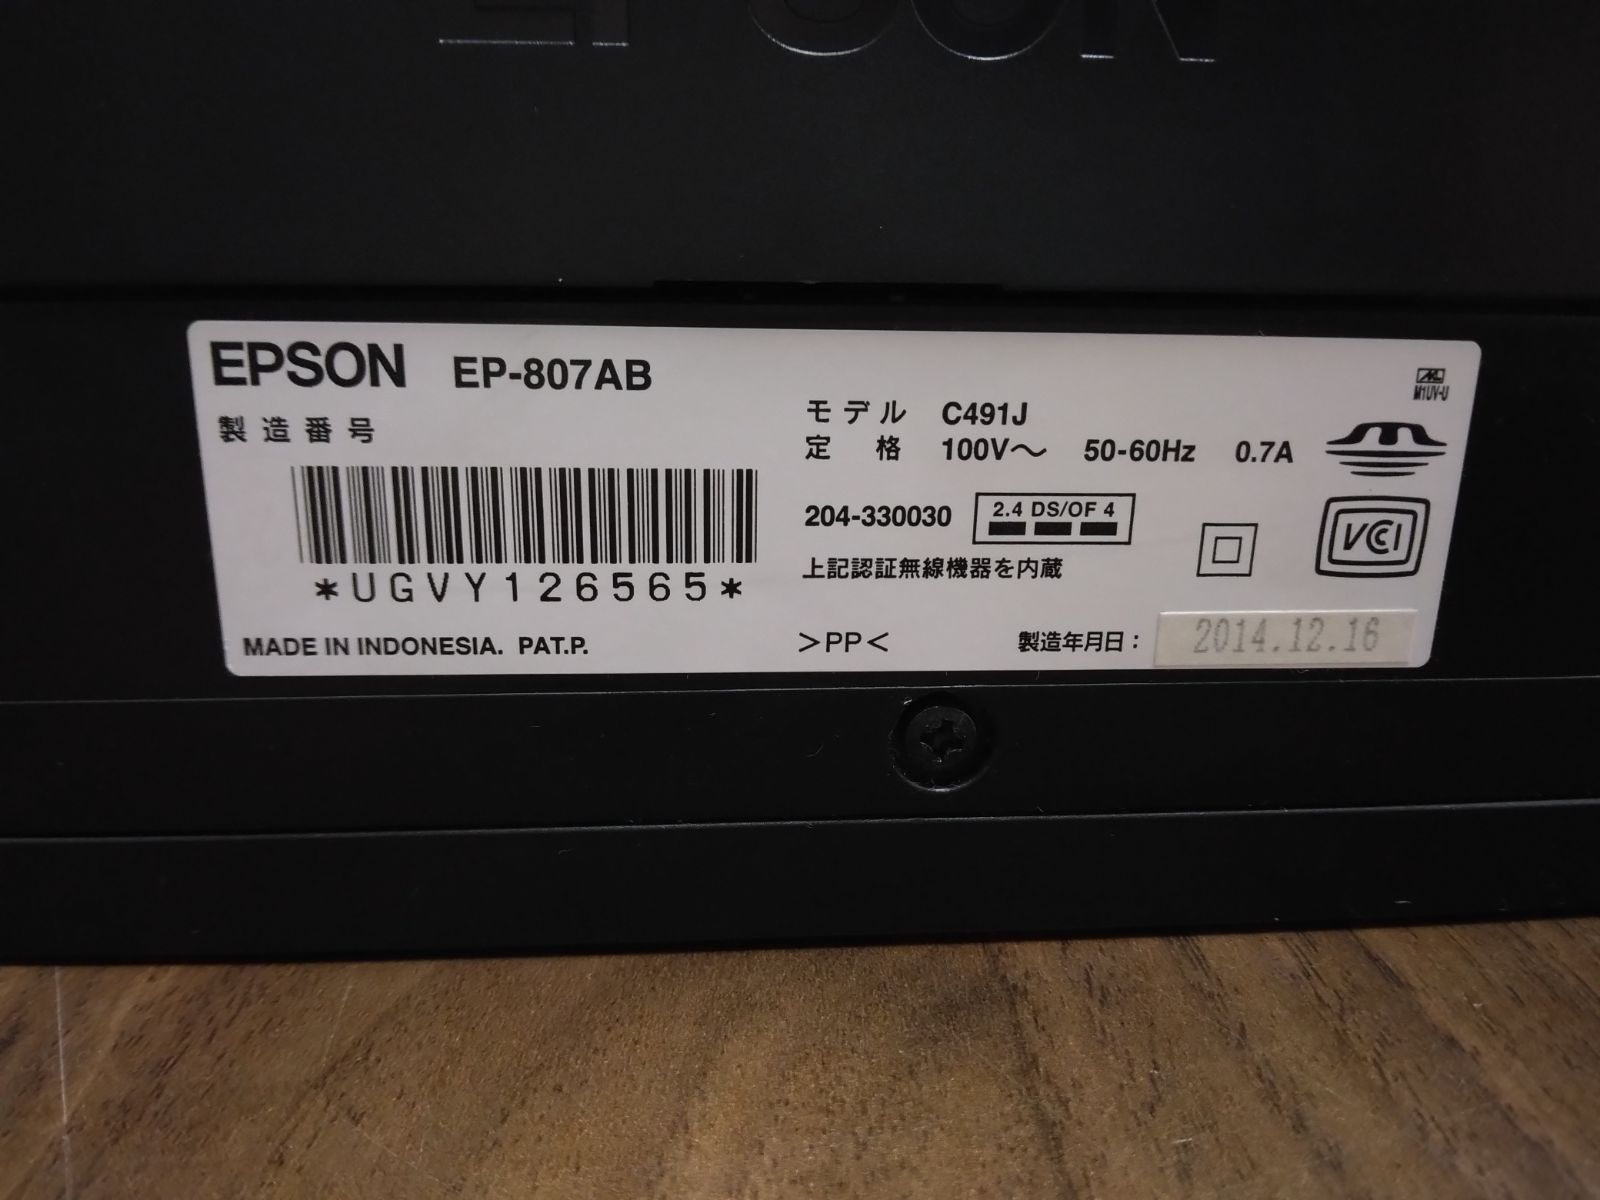 EPSON
EPSON EP-807AB
製造番号
*UGVY126565*
MADE IN INDONESIA. PAT.P.
M1UV-U
モデル C491J
定格 100V～ 50-60Hz 0.7A
204-330030 2.4 DS/OF 4
上記認証無線機器を内蔵
VCCI
>PP<
製造年月日： 2014.12.16